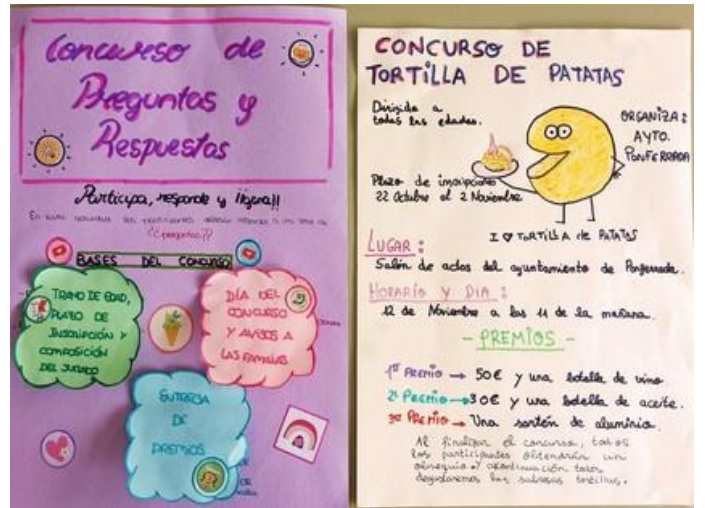 Concurso de
Preguntas y
Respuestas
Participa, responde y ¡¡gana!!
BASES DEL CONCURSO
TRAMO DE EDAD,
PLAZO DE
INSCRIPCIÓN Y
COMPOSICIÓN
DEL JURADO
DÍA DEL
CONCURSO
Y AVISOS A
LAS FAMILIAS
ENTREGA
DE
PREMIOS
CONCURSO DE
TORTILLA DE PATATAS
Dirigida a
todas las edades.
ORGANIZA:
AYTO.
PONFERRADA
Plazo de inscripciones
22 Octubre al 2 Noviembre
I ♡ TORTILLA de PATATAS
LUGAR:
Salón de actos del ayuntamiento de Ponferrada.
HORARIO Y DIA:
12 de Noviembre a las 11 de la mañana.
- PREMIOS -
1er PREMIO → 50€ y una botella de vino
2º Premio → 30€ y una botella de aceite.
3er PREMIO → Una sartén de aluminio.
Al finalizar el concurso, todos
los participantes obtendrán un
obsequio y a continuación todos
degustaremos las sabrosas tortillas.